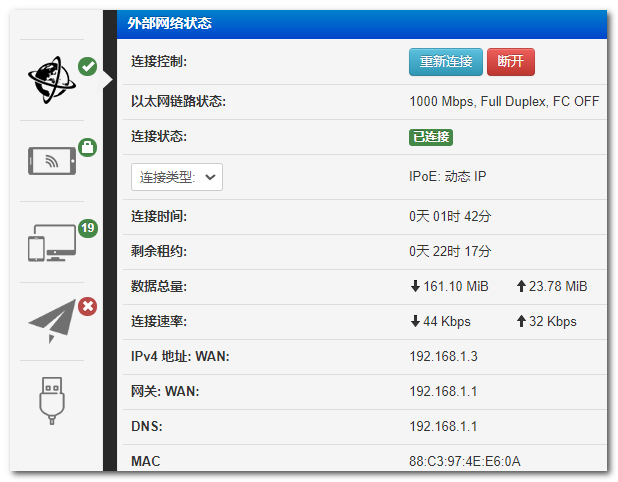 外部网络状态
连接控制: 重新连接 断开
以太网链路状态: 1000 Mbps, Full Duplex, FC OFF
连接状态: 已连接
连接类型: IPoE: 动态 IP
连接时间: 0天 01时 42分
剩余租约: 0天 22时 17分
19
数据总量: 161.10 MiB 23.78 MiB
连接速率: 44 Kbps 32 Kbps
IPv4 地址: WAN: 192.168.1.3
网关: WAN: 192.168.1.1
DNS: 192.168.1.1
MAC 88:C3:97:4E:E6:0A